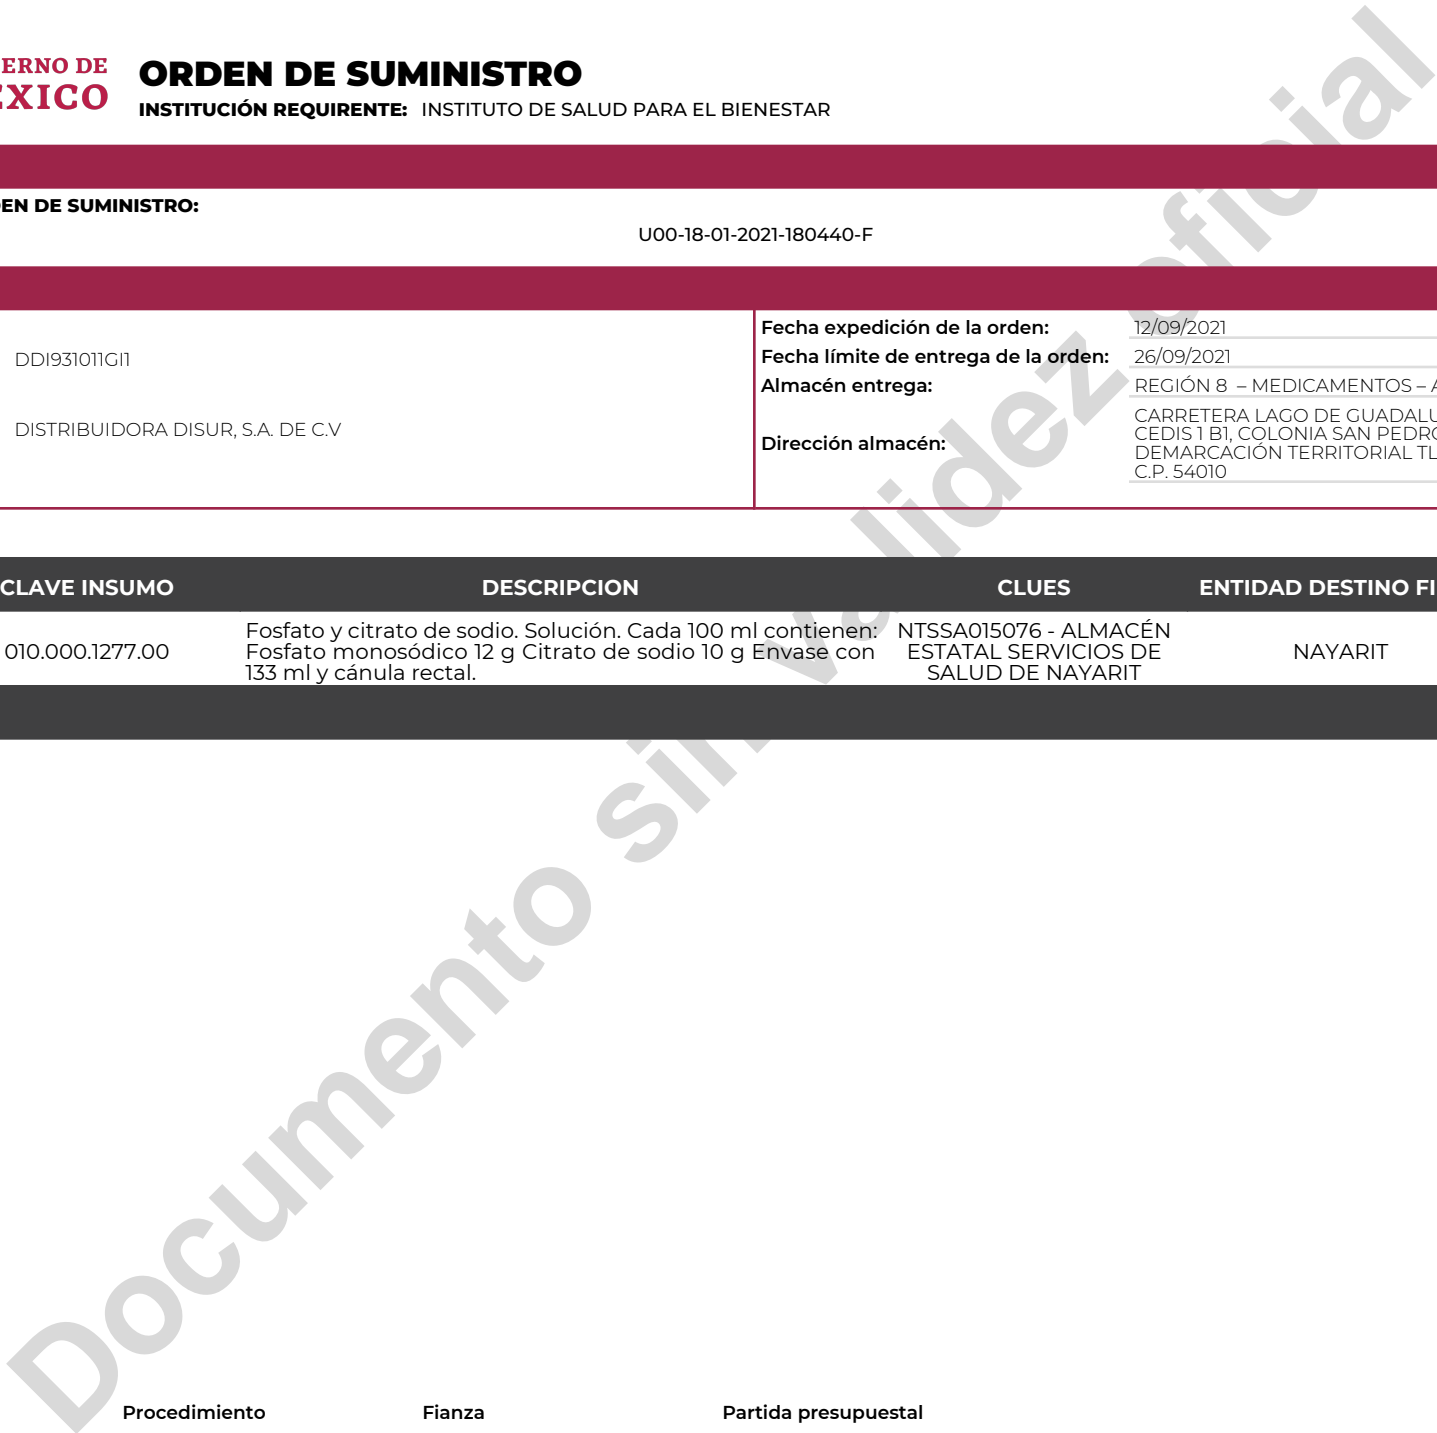 ERNO DE
ÉXICO
ORDEN DE SUMINISTRO
INSTITUCIÓN REQUIRENTE: INSTITUTO DE SALUD PARA EL BIENESTAR
EN DE SUMINISTRO:
U00-18-01-2021-180440-F
DDI931011GI1
DISTRIBUIDORA DISUR, S.A. DE C.V
Fecha expedición de la orden: 12/09/2021
Fecha límite de entrega de la orden: 26/09/2021
Almacén entrega: REGIÓN 8 – MEDICAMENTOS – A
Dirección almacén:
CARRETERA LAGO DE GUADALU
CEDIS 1 B1, COLONIA SAN PEDRO
DEMARCACIÓN TERRITORIAL TL
C.P. 54010
CLAVE INSUMO DESCRIPCION CLUES ENTIDAD DESTINO FI
010.000.1277.00
Fosfato y citrato de sodio. Solución. Cada 100 ml contienen:
Fosfato monosódico 12 g Citrato de sodio 10 g Envase con
133 ml y cánula rectal.
NTSSA015076 - ALMACÉN
ESTATAL SERVICIOS DE
SALUD DE NAYARIT
NAYARIT
Documento sin validez oficial
Procedimiento Fianza Partida presupuestal